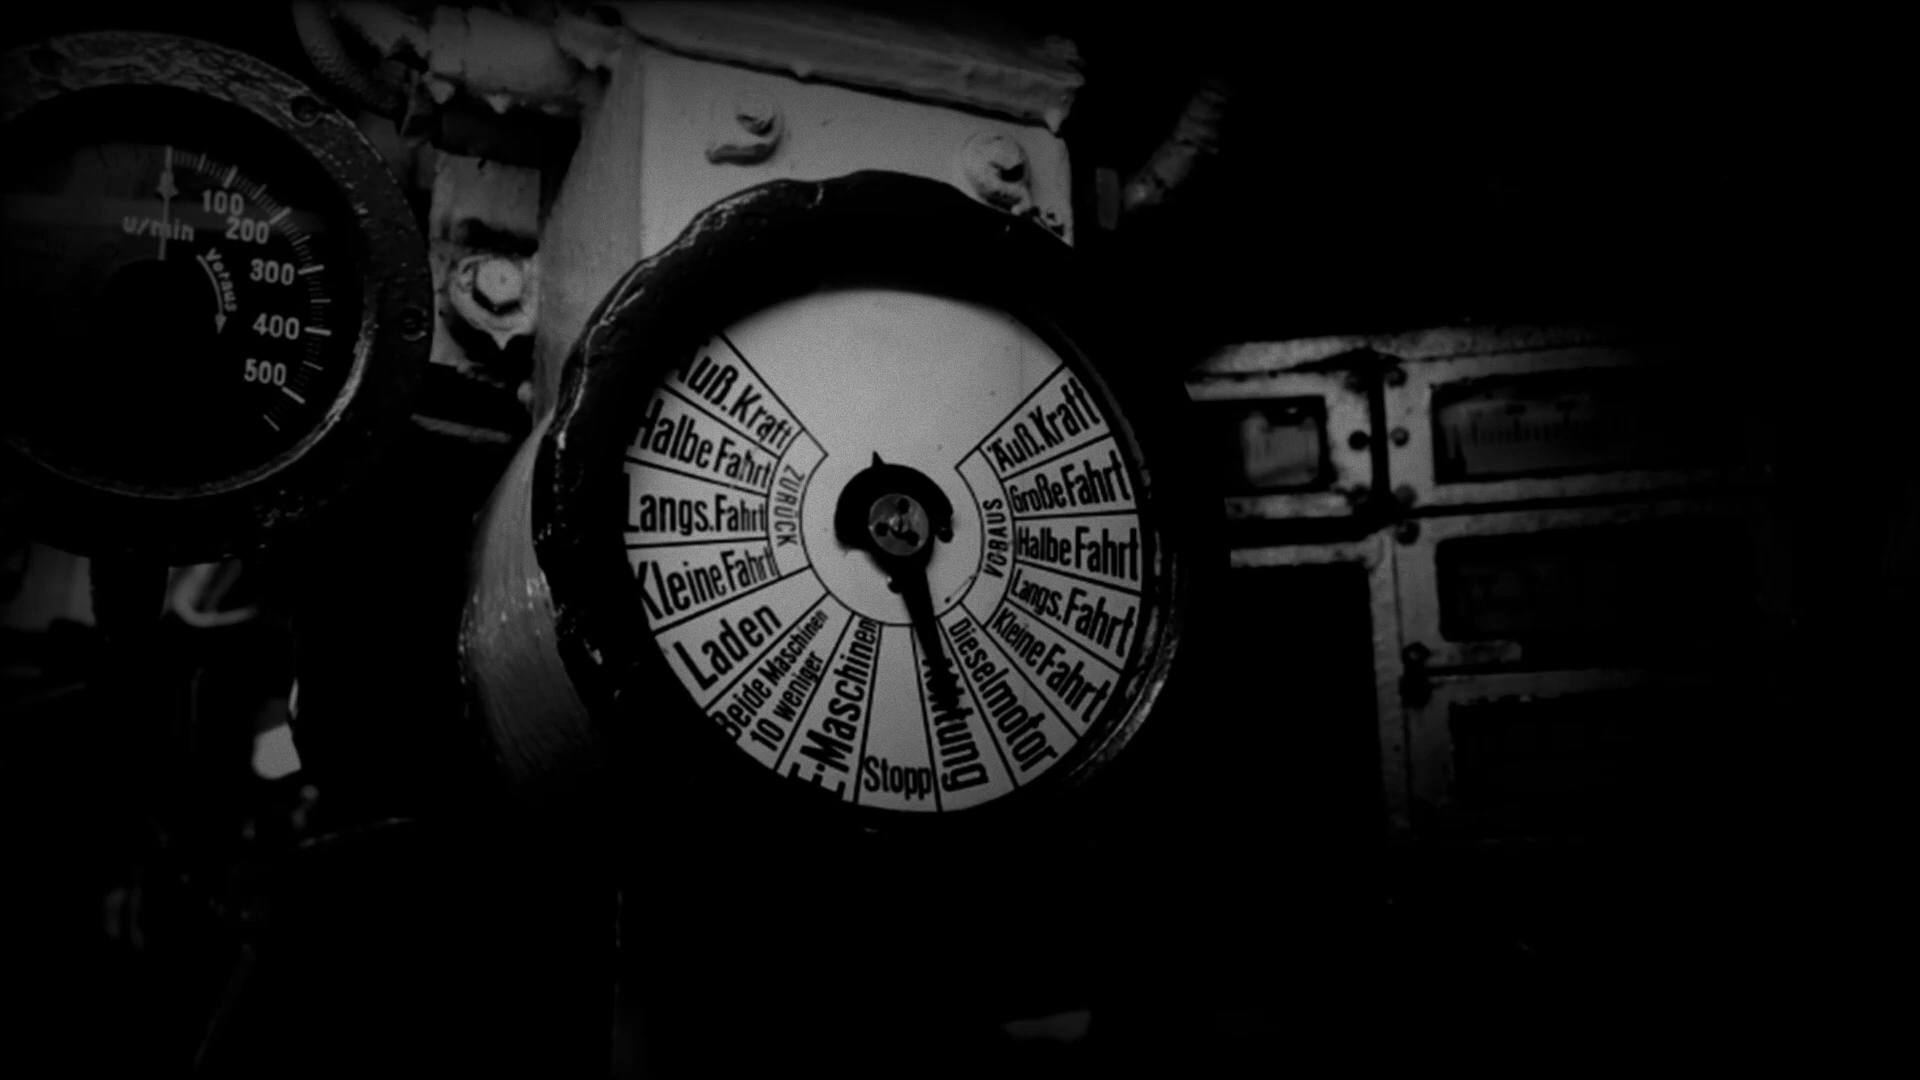 100
200
300
400
500
u/min
Voraus
Äuß.Kraft
Halbe Fahrt
Langs.Fahrt
Kleine Fahrt
ZURÜCK
Laden
Beide Maschinen
10 weniger
E-Maschinen
Stopp
Achtung
Dieselmotor
Kleine Fahrt
Langs.Fahrt
Halbe Fahrt
Große Fahrt
Äuß.Kraft
VORAUS